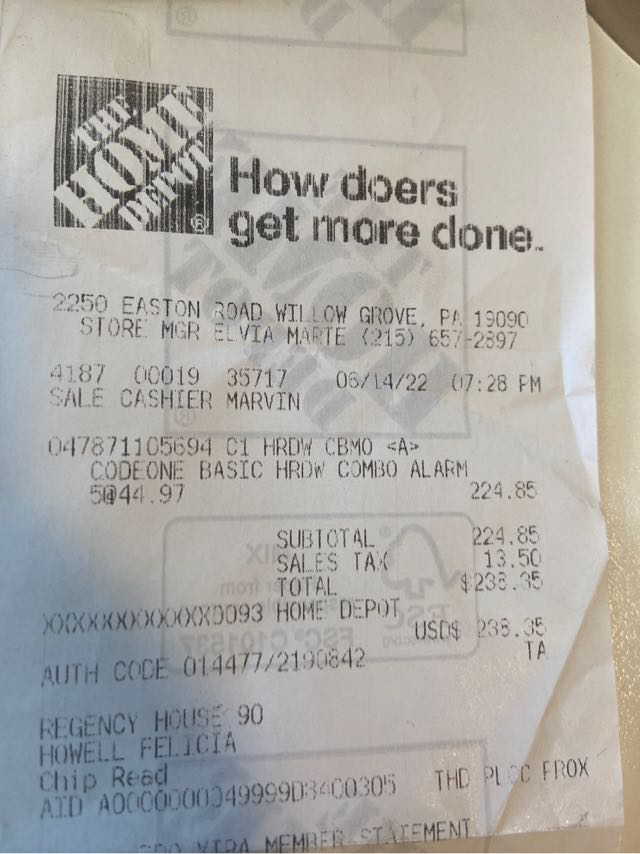 THE
HOME
DEPOT
How doers
get more done.
2250 EASTON ROAD WILLOW GROVE, PA 19090
STORE MGR ELVIA MARTE (215) 657-2897
4187 00019 35717 06/14/22 07:28 PM
SALE CASHIER MARVIN
047871105694 C1 HRDW CBMO <A>
CODEONE BASIC HRDW COMBO ALARM
5@44.97 224.85
SUBTOTAL 224.85
SALES TAX 13.50
TOTAL $238.35
XXXXXXXXXXXX0093 HOME DEPOT
USD$ 238.35
AUTH CODE 014477/2190842 TA
REGENCY HOUSE 90
HOWELL FELICIA
Chip Read
AID A0000000049999D8400305 THD PLCC PROX
MEMBER STATEMENT